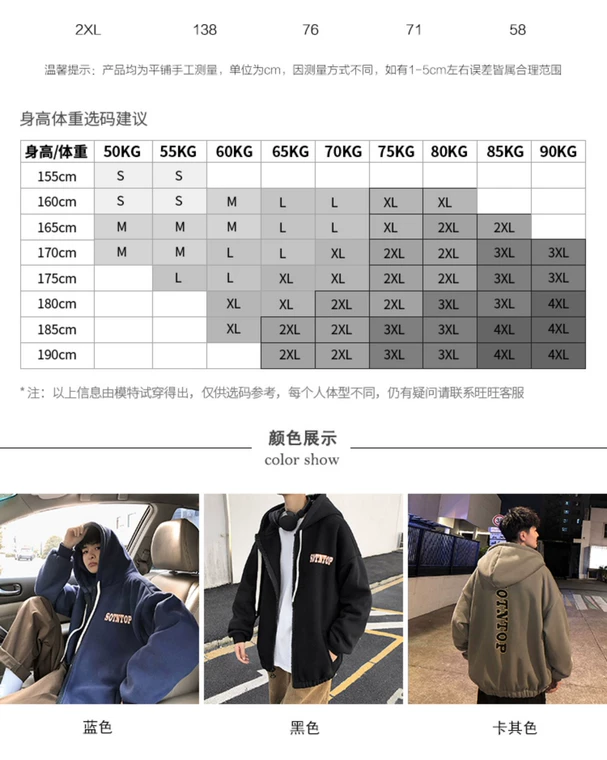 2XL 138 76 71 58
温馨提示：产品均为平铺手工测量，单位为cm，因测量方式不同，如有1-5cm左右误差皆属合理范围
身高体重选码建议
身高/体重 50KG 55KG 60KG 65KG 70KG 75KG 80KG 85KG 90KG
155cm S S
160cm S S M L L XL XL
165cm M M M L L XL 2XL 2XL
170cm M M L L XL 2XL 2XL 3XL 3XL
175cm L L XL XL 2XL 2XL 3XL 3XL
180cm XL XL 2XL 2XL 3XL 3XL 4XL
185cm XL 2XL 2XL 3XL 3XL 4XL 4XL
190cm 2XL 2XL 3XL 3XL 4XL 4XL
*注：以上信息由模特试穿得出，仅供选码参考，每个人体型不同，仍有疑问请联系旺旺客服
颜色展示
color show
SOTNTOP
SOTNTOP
SOTNTOP
蓝色 黑色 卡其色